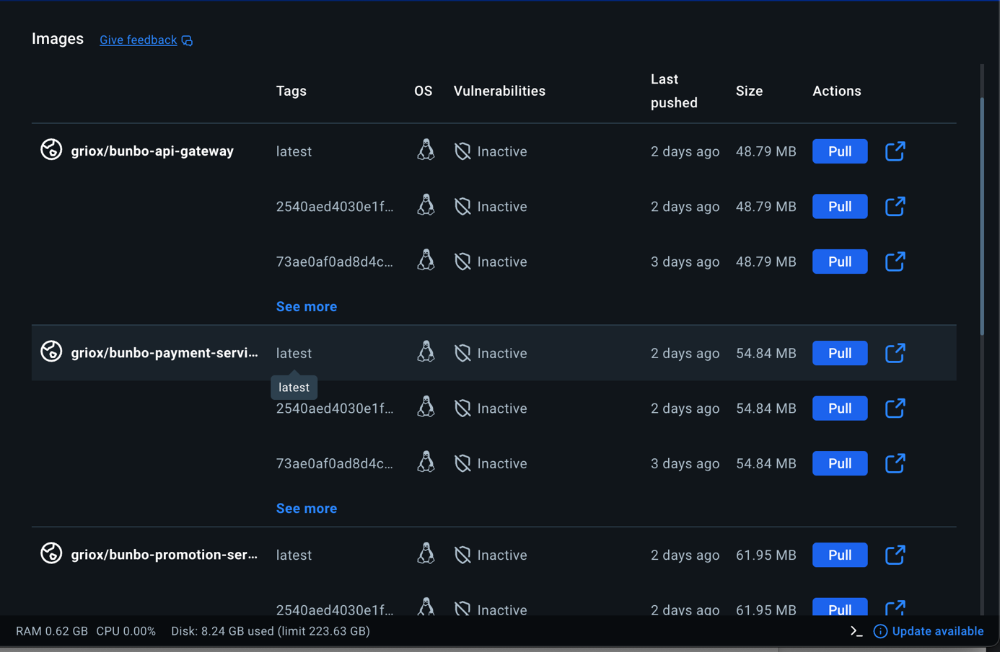 Images Give feedback
Tags OS Vulnerabilities Last pushed Size Actions
griox/bunbo-api-gateway latest Inactive 2 days ago 48.79 MB Pull
2540aed4030e1f... Inactive 2 days ago 48.79 MB Pull
73ae0af0ad8d4c... Inactive 3 days ago 48.79 MB Pull
See more
griox/bunbo-payment-servi... latest Inactive 2 days ago 54.84 MB Pull
latest
2540aed4030e1f... Inactive 2 days ago 54.84 MB Pull
73ae0af0ad8d4c... Inactive 3 days ago 54.84 MB Pull
See more
griox/bunbo-promotion-ser... latest Inactive 2 days ago 61.95 MB Pull
2540aed4030e1f... Inactive 2 days ago 61.95 MB Pull
RAM 0.62 GB CPU 0.00% Disk: 8.24 GB used (limit 223.63 GB) >_ Update available